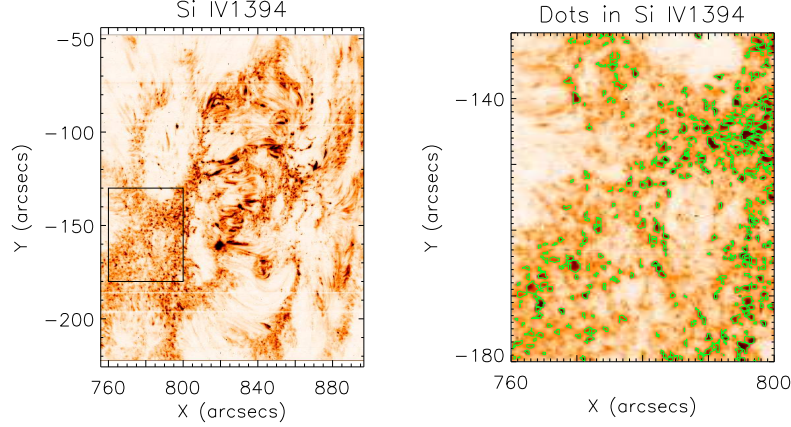 Si IV1394
-50
-100
-150
-200
Y (arcsecs)
760 800 840 880
X (arcsecs)
Dots in Si IV1394
-140
-180
Y (arcsecs)
760 800
X (arcsecs)